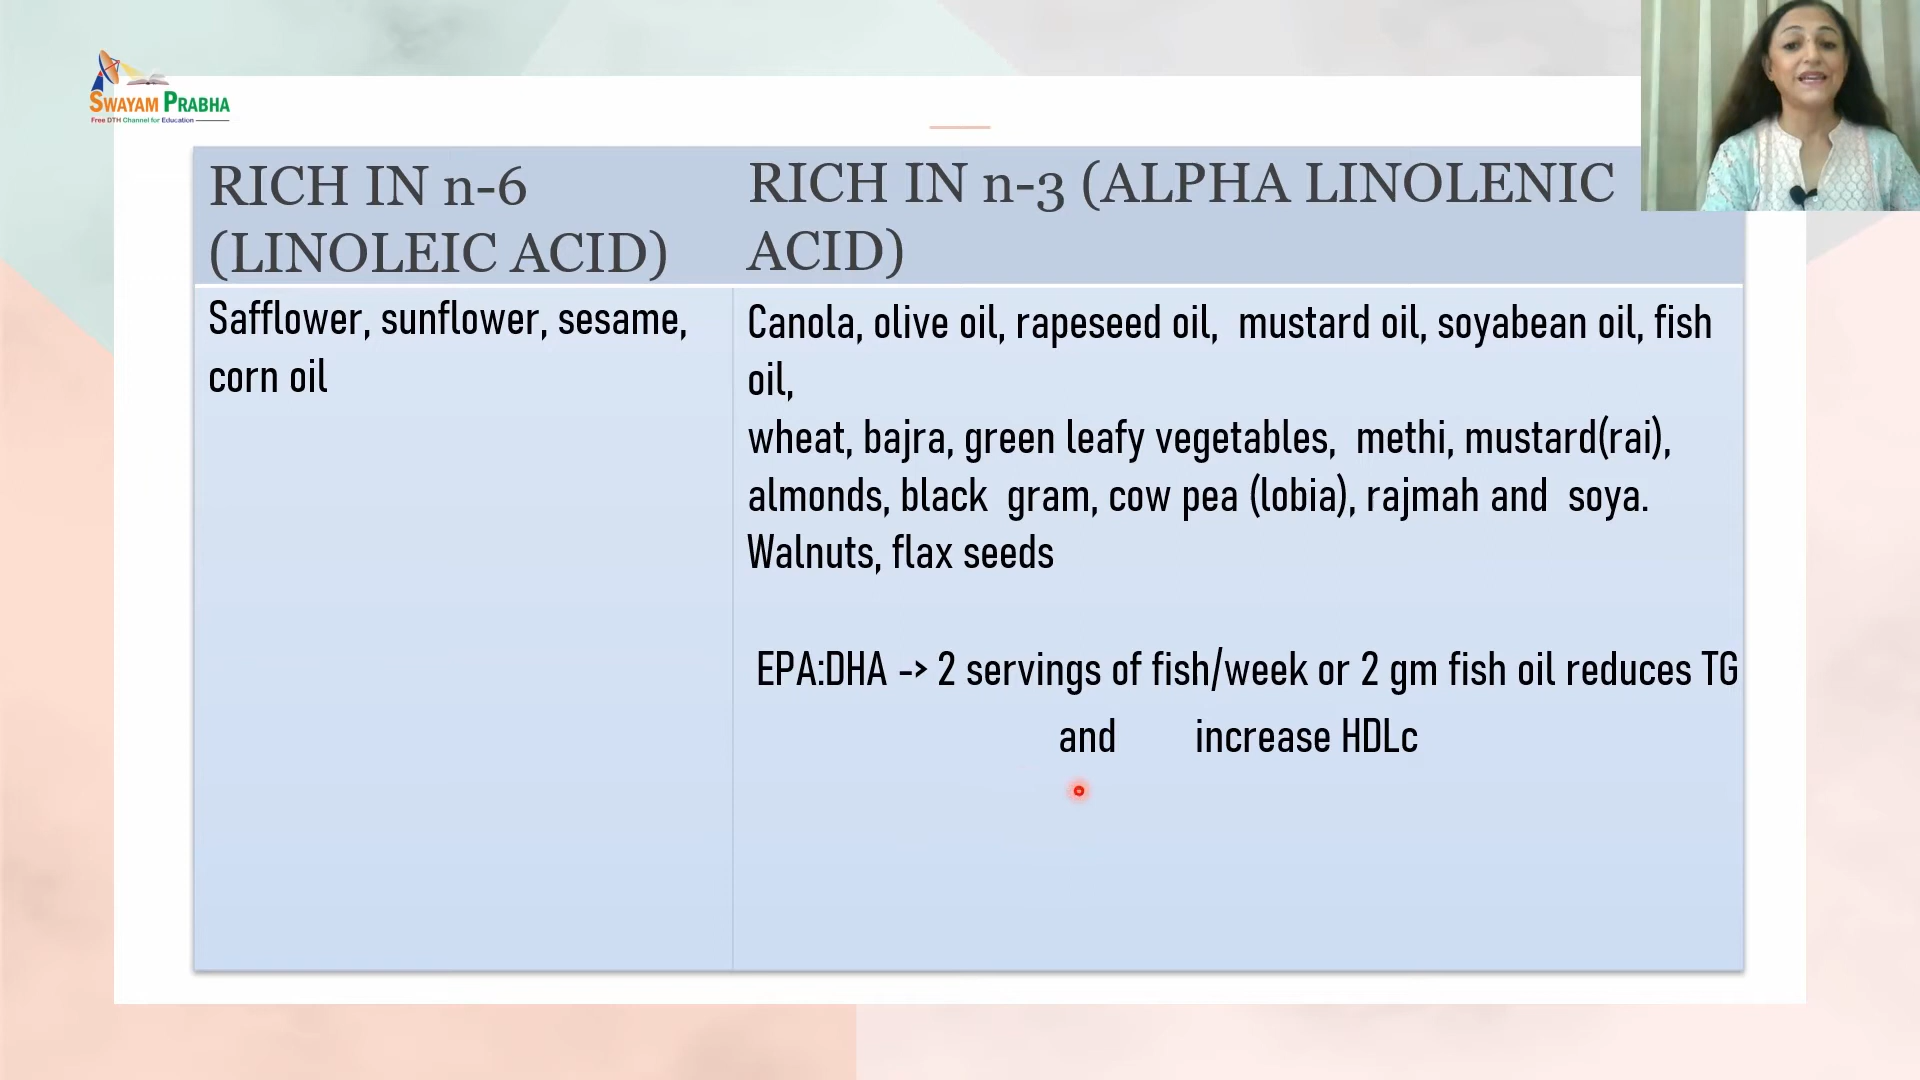 SWAYAM PRABHA
Free DTH Channel for Education
RICH IN n-6
(LINOLEIC ACID)
RICH IN n-3 (ALPHA LINOLENIC
ACID)
Safflower, sunflower, sesame,
corn oil
Canola, olive oil, rapeseed oil, mustard oil, soyabean oil, fish
oil,
wheat, bajra, green leafy vegetables, methi, mustard(rai),
almonds, black gram, cow pea (lobia), rajmah and soya.
Walnuts, flax seeds
EPA:DHA -> 2 servings of fish/week or 2 gm fish oil reduces TG
and increase HDLc